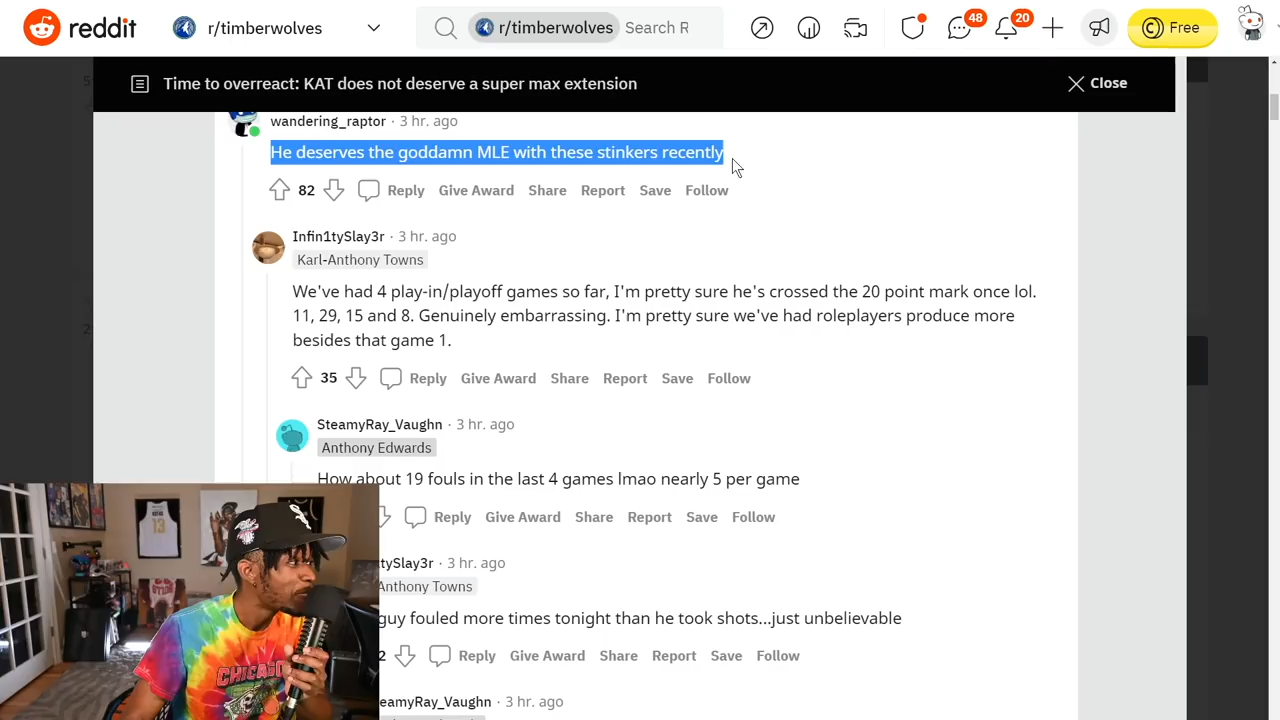 reddit
r/timberwolves
r/timberwolves Search R
48
20
Free
Time to overreact: KAT does not deserve a super max extension
Close
wandering_raptor · 3 hr. ago
He deserves the goddamn MLE with these stinkers recently
82 Reply Give Award Share Report Save Follow
Infin1tySlay3r · 3 hr. ago
Karl-Anthony Towns
We've had 4 play-in/playoff games so far, I'm pretty sure he's crossed the 20 point mark once lol.
11, 29, 15 and 8. Genuinely embarrassing. I'm pretty sure we've had roleplayers produce more
besides that game 1.
35 Reply Give Award Share Report Save Follow
SteamyRay_Vaughn · 3 hr. ago
Anthony Edwards
How about 19 fouls in the last 4 games lmao nearly 5 per game
Reply Give Award Share Report Save Follow
tySlay3r · 3 hr. ago
Anthony Towns
guy fouled more times tonight than he took shots...just unbelievable
2 Reply Give Award Share Report Save Follow
eamyRay_Vaughn · 3 hr. ago
CHICAGO